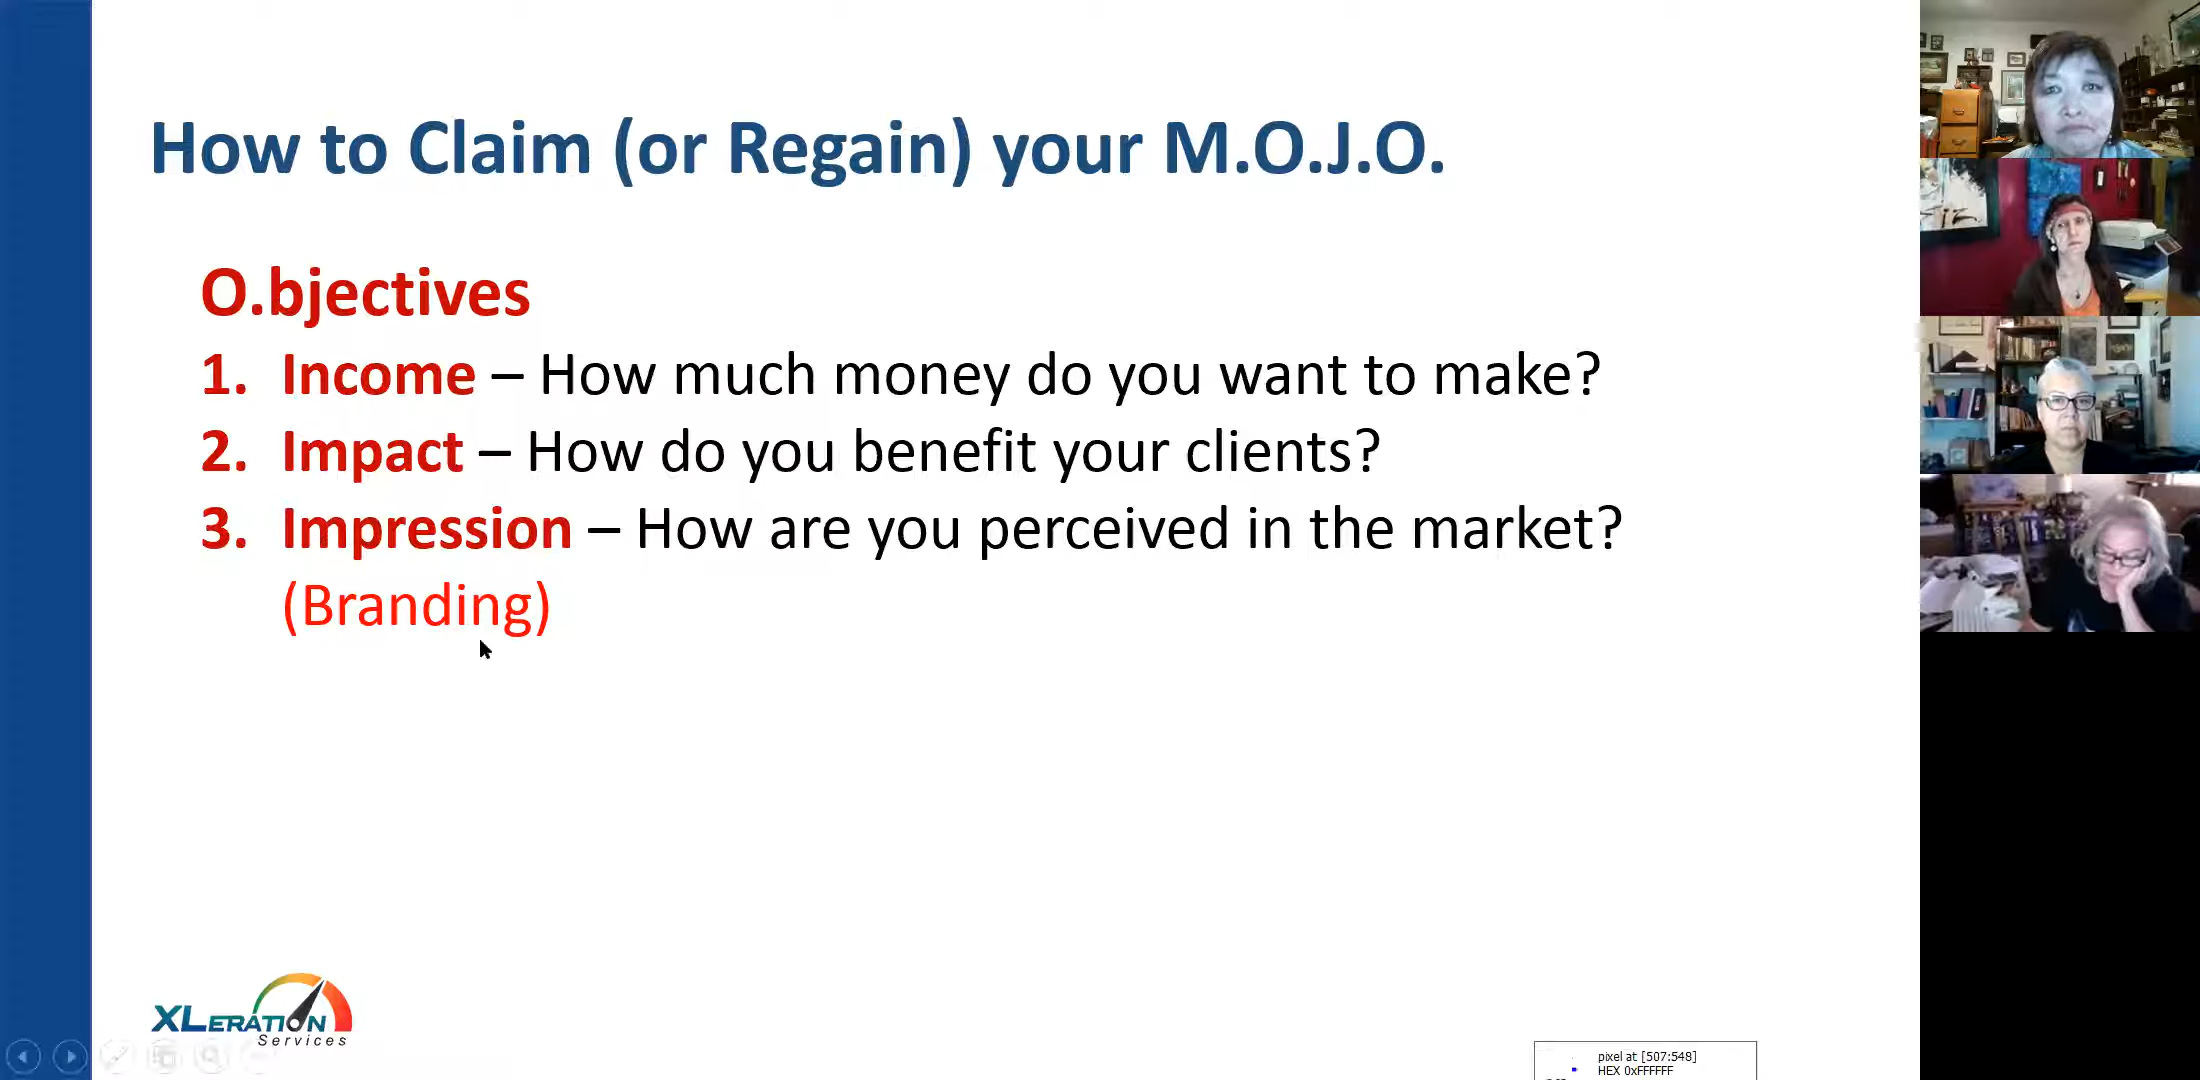 How to Claim (or Regain) your M.O.J.O.
O.bjectives
1. Income – How much money do you want to make?
2. Impact – How do you benefit your clients?
3. Impression – How are you perceived in the market?
(Branding)
XLERATION
Services
pixel at [507:548]
HEX 0xFFFFFF